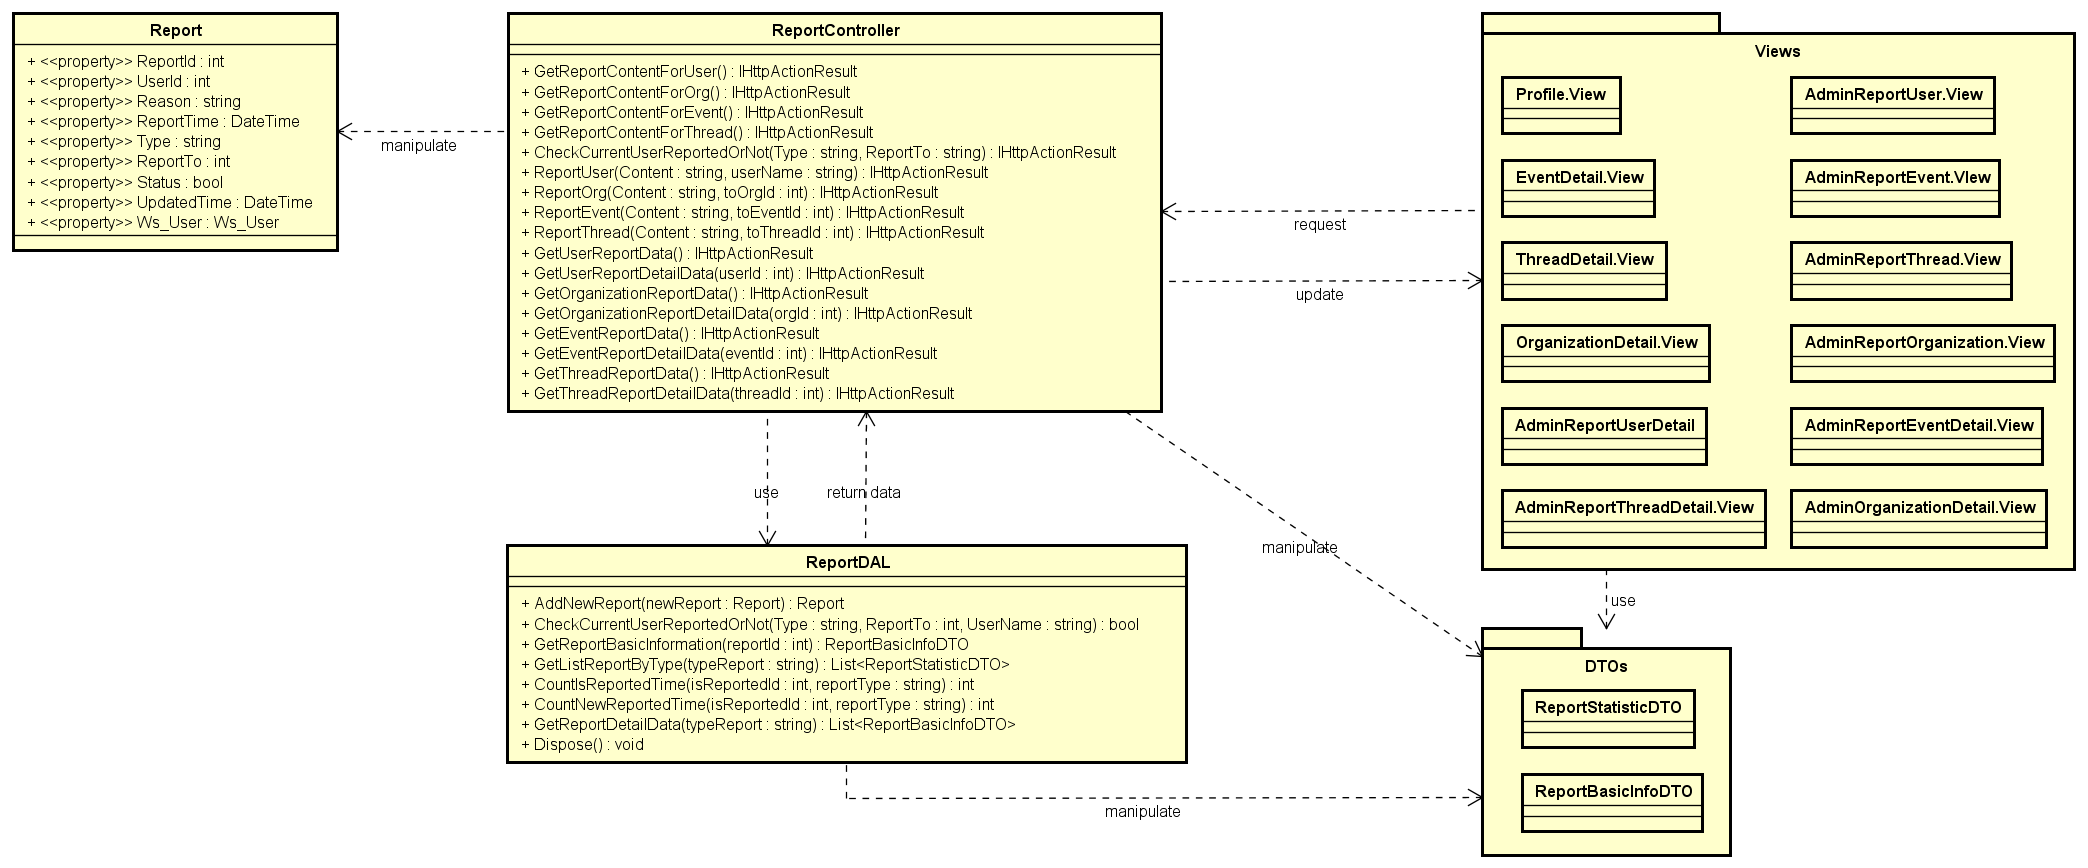 Report
+ <<property>> ReportId : int
+ <<property>> UserId : int
+ <<property>> Reason : string
+ <<property>> ReportTime : DateTime
+ <<property>> Type : string
+ <<property>> ReportTo : int
+ <<property>> Status : bool
+ <<property>> UpdatedTime : DateTime
+ <<property>> Ws_User : Ws_User
manipulate
ReportController
+ GetReportContentForUser() : IHttpActionResult
+ GetReportContentForOrg() : IHttpActionResult
+ GetReportContentForEvent() : IHttpActionResult
+ GetReportContentForThread() : IHttpActionResult
+ CheckCurrentUserReportedOrNot(Type : string, ReportTo : string) : IHttpActionResult
+ ReportUser(Content : string, userName : string) : IHttpActionResult
+ ReportOrg(Content : string, toOrgId : int) : IHttpActionResult
+ ReportEvent(Content : string, toEventId : int) : IHttpActionResult
+ ReportThread(Content : string, toThreadId : int) : IHttpActionResult
+ GetUserReportData() : IHttpActionResult
+ GetUserReportDetailData(userId : int) : IHttpActionResult
+ GetOrganizationReportData() : IHttpActionResult
+ GetOrganizationReportDetailData(orgId : int) : IHttpActionResult
+ GetEventReportData() : IHttpActionResult
+ GetEventReportDetailData(eventId : int) : IHttpActionResult
+ GetThreadReportData() : IHttpActionResult
+ GetThreadReportDetailData(threadId : int) : IHttpActionResult
request
update
Views
Profile.View
AdminReportUser.View
EventDetail.View
AdminReportEvent.VIew
ThreadDetail.View
AdminReportThread.View
OrganizationDetail.View
AdminReportOrganization.View
AdminReportUserDetail
AdminReportEventDetail.View
AdminReportThreadDetail.View
AdminOrganizationDetail.View
use
return data
manipulate
use
ReportDAL
+ AddNewReport(newReport : Report) : Report
+ CheckCurrentUserReportedOrNot(Type : string, ReportTo : int, UserName : string) : bool
+ GetReportBasicInformation(reportId : int) : ReportBasicInfoDTO
+ GetListReportByType(typeReport : string) : List<ReportStatisticDTO>
+ CountIsReportedTime(isReportedId : int, reportType : string) : int
+ CountNewReportedTime(isReportedId : int, reportType : string) : int
+ GetReportDetailData(typeReport : string) : List<ReportBasicInfoDTO>
+ Dispose() : void
manipulate
DTOs
ReportStatisticDTO
ReportBasicInfoDTO